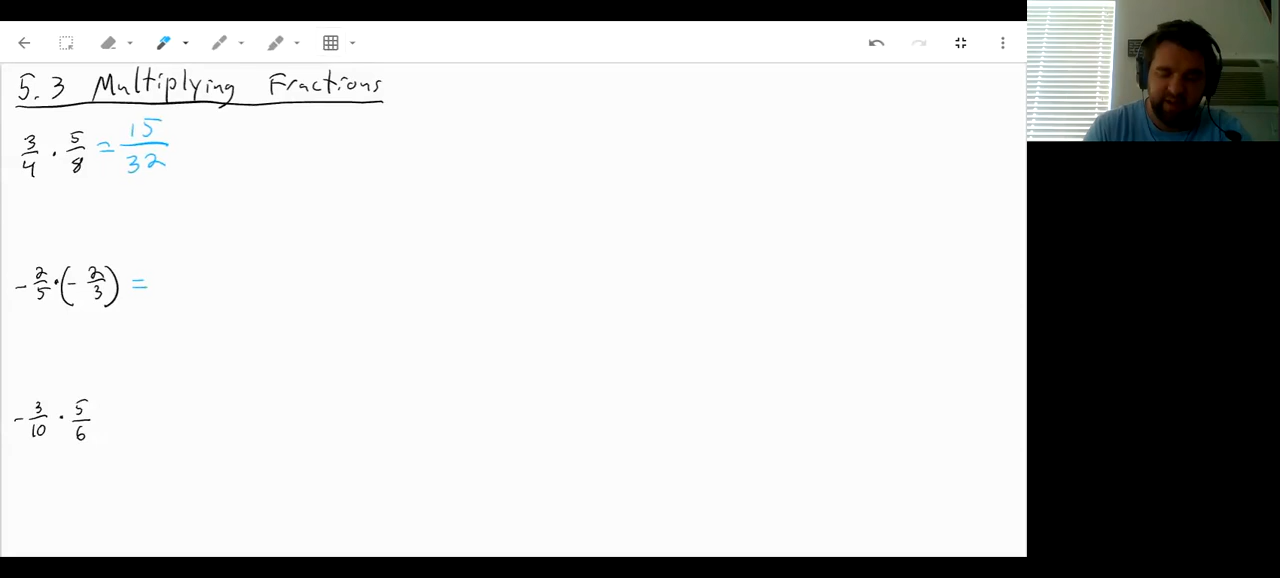 5.3 Multiplying Fractions
3/4 · 5/8 = 15/32
-2/5 · (-2/3) =
-3/10 · 5/6